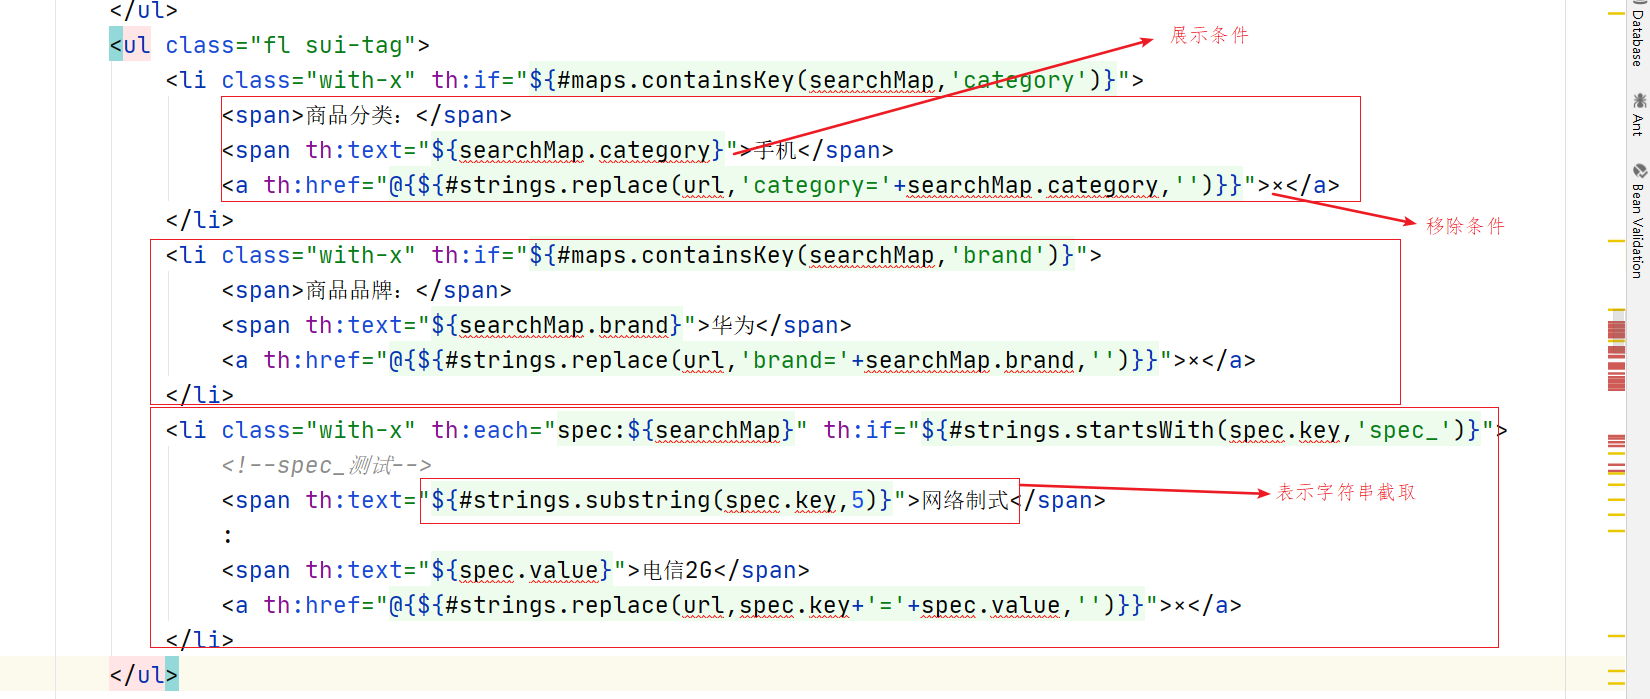 </ul>
<ul class="fl sui-tag">
展示条件
<li class="with-x" th:if="${#maps.containsKey(searchMap,'category')}">
<span>商品分类：</span>
<span th:text="${searchMap.category}">手机</span>
<a th:href="@{${#strings.replace(url,'category='+searchMap.category,'')}}">×</a>
</li>
移除条件
<li class="with-x" th:if="${#maps.containsKey(searchMap,'brand')}">
<span>商品品牌：</span>
<span th:text="${searchMap.brand}">华为</span>
<a th:href="@{${#strings.replace(url,'brand='+searchMap.brand,'')}}">×</a>
</li>
<li class="with-x" th:each="spec:${searchMap}" th:if="${#strings.startsWith(spec.key,'spec_')}">
<!--spec_测试-->
<span th:text="${#strings.substring(spec.key,5)}">网络制式</span>
表示字符串截取
:
<span th:text="${spec.value}">电信2G</span>
<a th:href="@{${#strings.replace(url,spec.key+'='+spec.value,'')}}">×</a>
</li>
</ul>
Database
Ant
Bean Validation